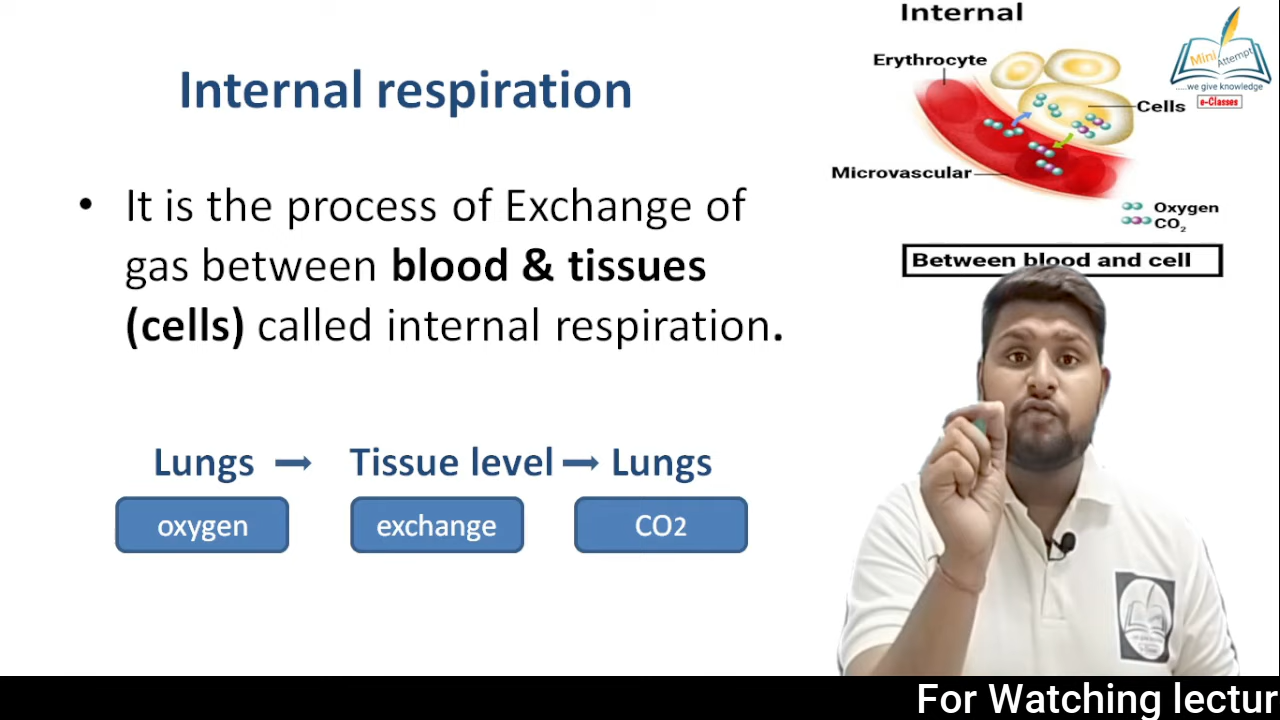 Internal
Internal respiration
Erythrocyte
Mini Attempt
.....we give knowledge
e-Classes
Cells
Microvascular
Oxygen
CO₂
Between blood and cell
• It is the process of Exchange of
gas between blood & tissues
(cells) called internal respiration.
Lungs → Tissue level → Lungs
oxygen exchange CO2
For Watching lectur